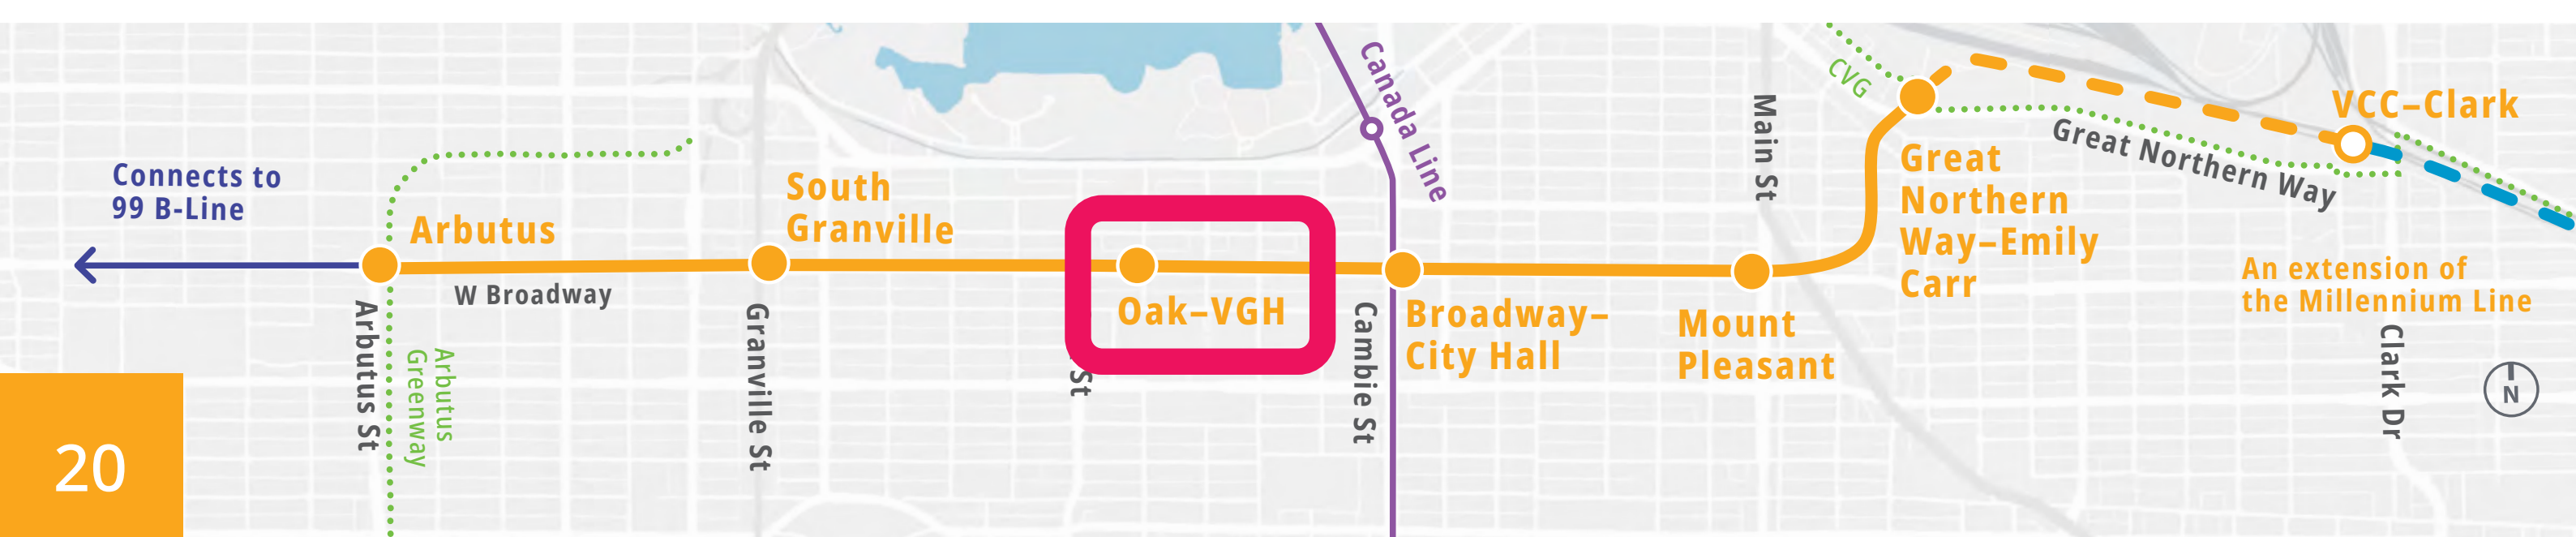 Connects to
99 B-Line
Arbutus
W Broadway
Arbutus St
Arbutus
Greenway
South
Granville
Granville St
Oak–VGH
St
Canada Line
Cambie St
Broadway–
City Hall
Main St
Mount
Pleasant
CVG
Great
Northern
Way–Emily
Carr
Great Northern Way
VCC–Clark
An extension of
the Millennium Line
Clark Dr
N
20